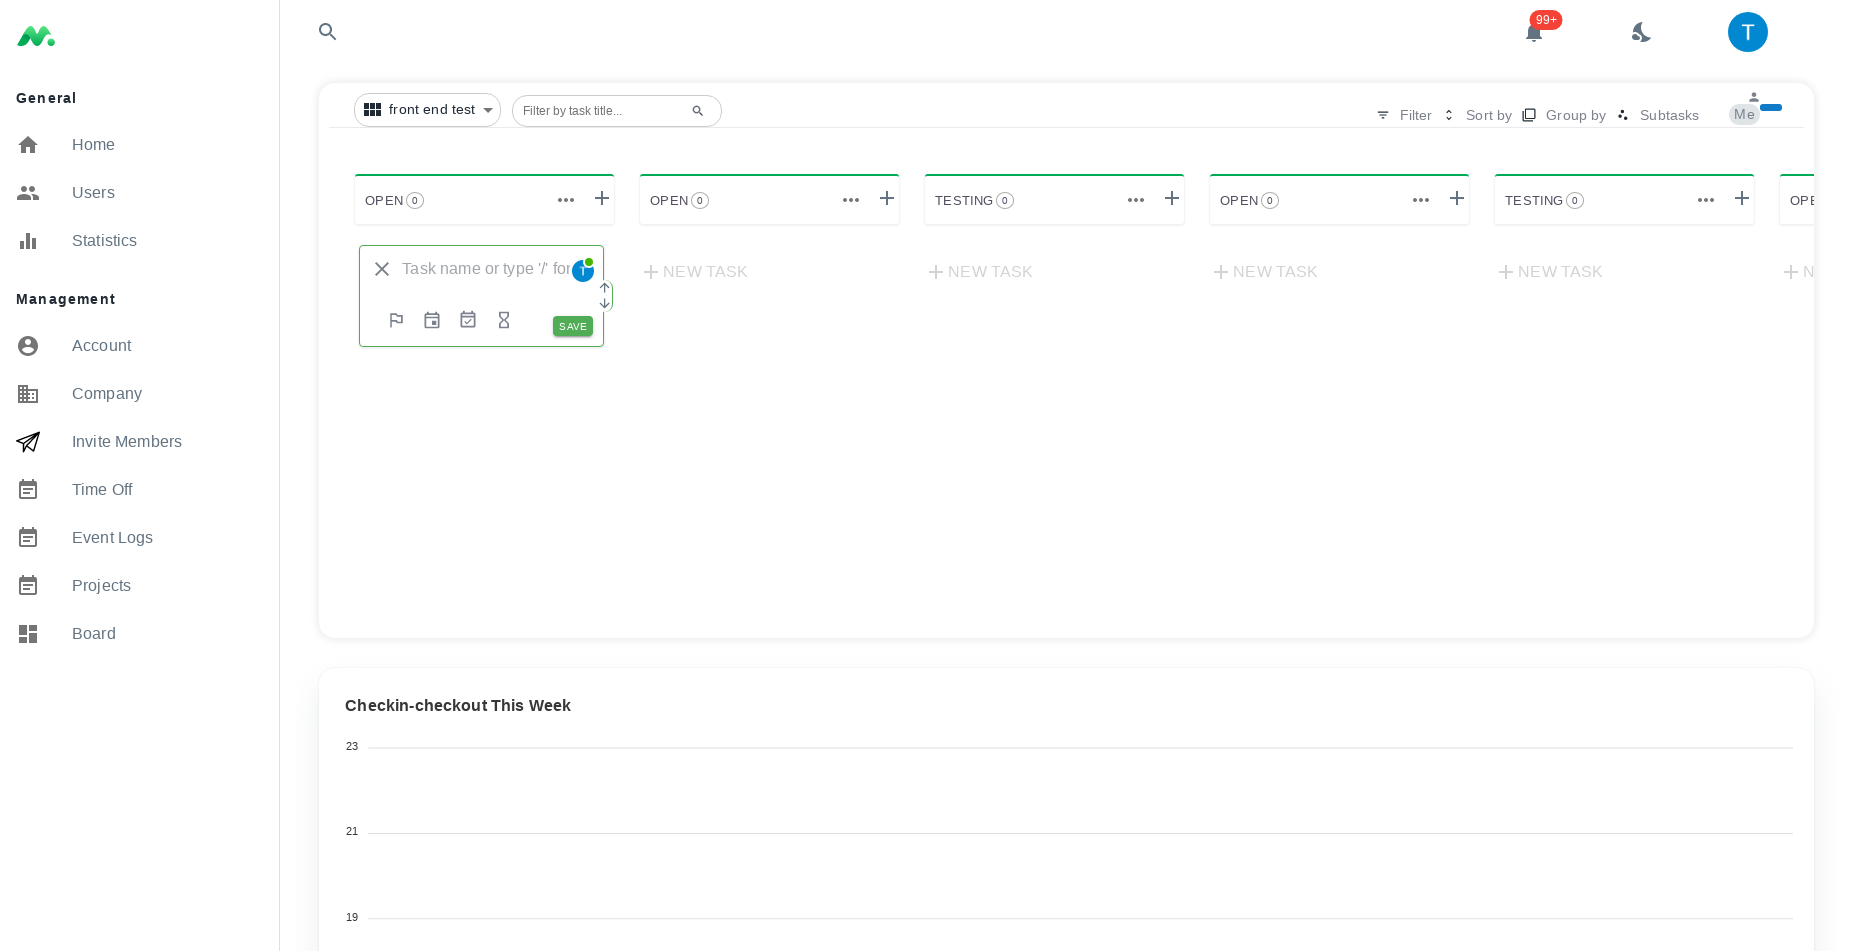 General
Home
Users
Statistics
Management
Account
Company
Invite Members
Time Off
Event Logs
Projects
Board
99+
T
front end test
Filter by task title...
Filter
Sort by
Group by
Subtasks
Me
OPEN 0
OPEN 0
TESTING 0
OPEN 0
TESTING 0
OPE
Task name or type '/' for
T
SAVE
NEW TASK
NEW TASK
NEW TASK
NEW TASK
N
Checkin-checkout This Week
23
21
19